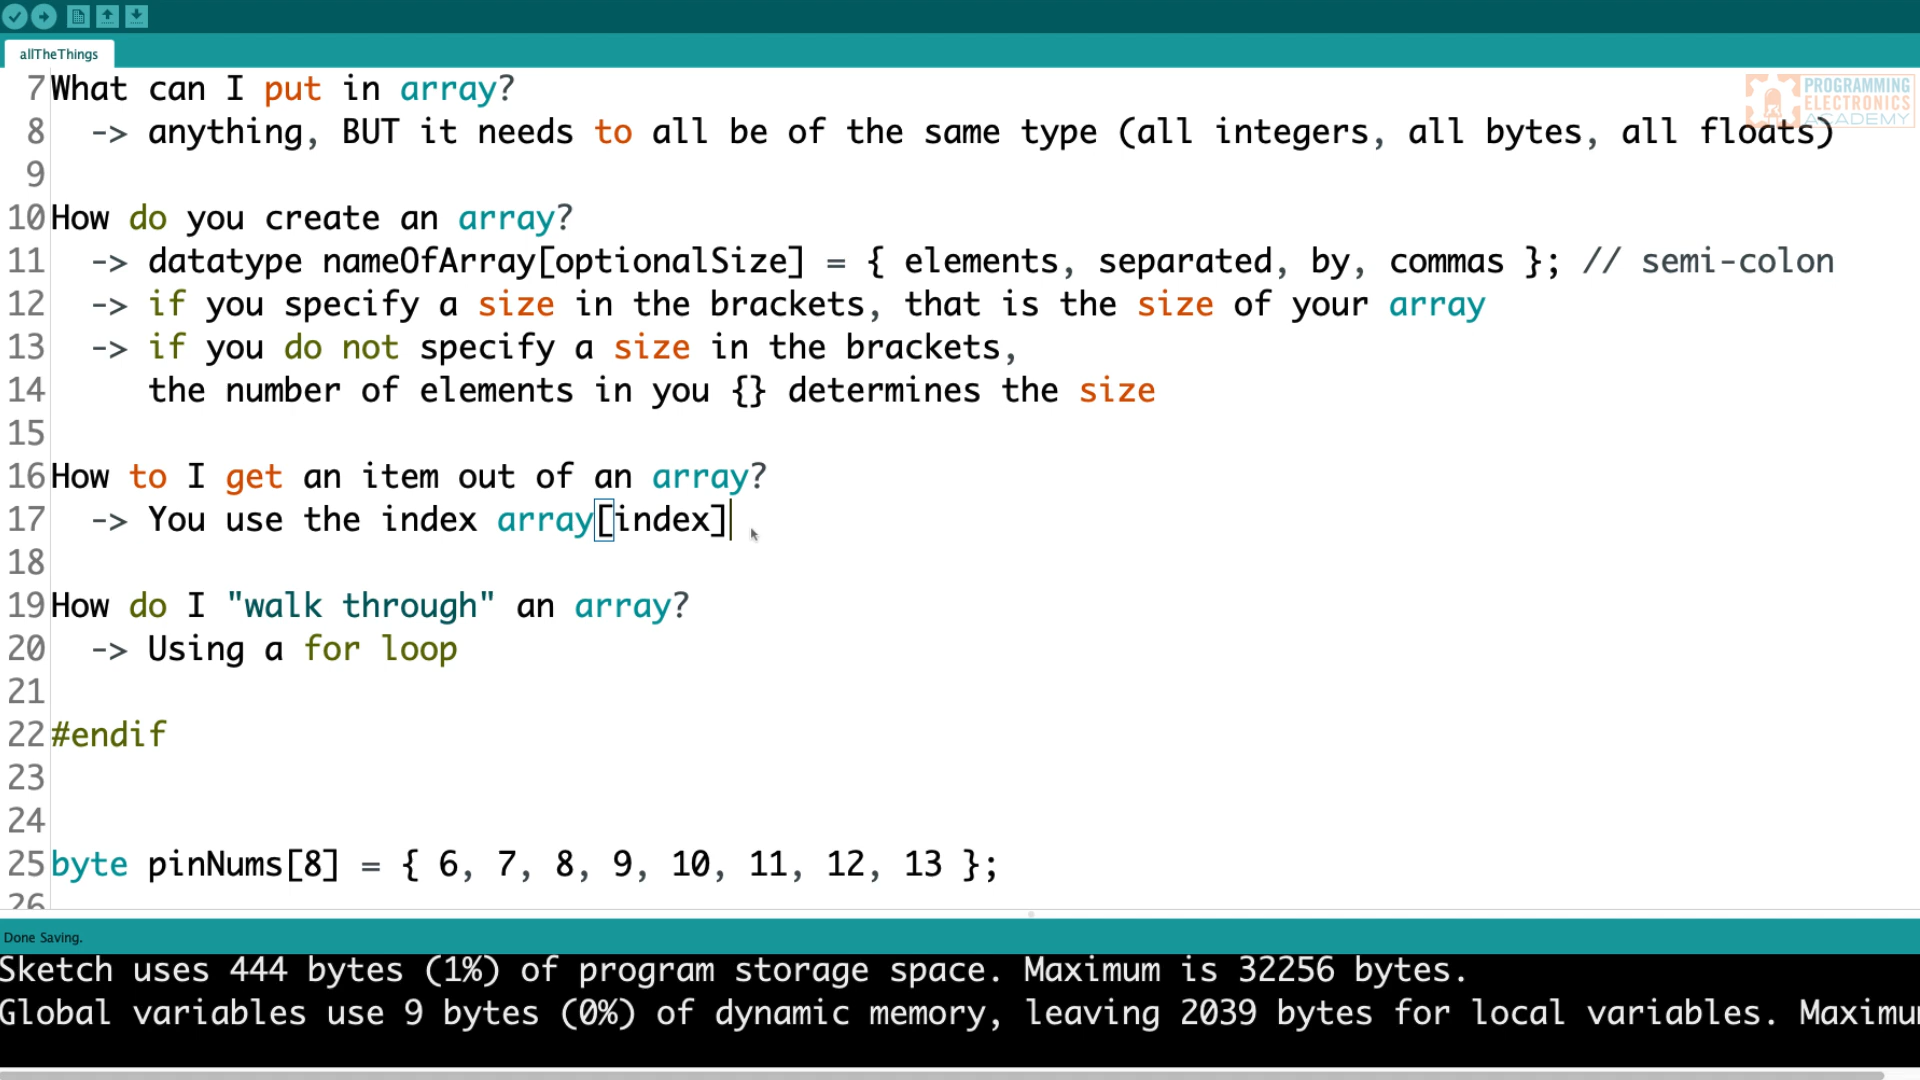 allTheThings
PROGRAMMING
ELECTRONICS
ACADEMY
7 What can I put in array?
8 -> anything, BUT it needs to all be of the same type (all integers, all bytes, all floats)
9
10 How do you create an array?
11 -> datatype nameOfArray[optionalSize] = { elements, separated, by, commas }; // semi-colon
12 -> if you specify a size in the brackets, that is the size of your array
13 -> if you do not specify a size in the brackets,
14 the number of elements in you {} determines the size
15
16 How to I get an item out of an array?
17 -> You use the index array[index]
18
19 How do I "walk through" an array?
20 -> Using a for loop
21
22 #endif
23
24
25 byte pinNums[8] = { 6, 7, 8, 9, 10, 11, 12, 13 };
26
Done Saving.
Sketch uses 444 bytes (1%) of program storage space. Maximum is 32256 bytes.
Global variables use 9 bytes (0%) of dynamic memory, leaving 2039 bytes for local variables. Maximu